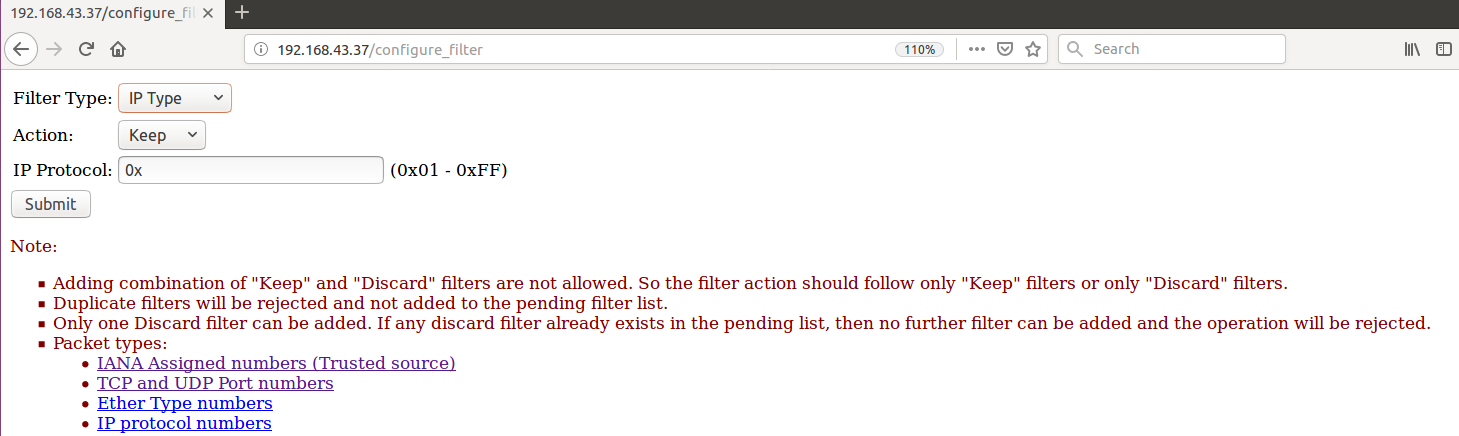 192.168.43.37/configure_fil
192.168.43.37/configure_filter 110% Search
Filter Type: IP Type
Action: Keep
IP Protocol: 0x (0x01 - 0xFF)
Submit
Note:
Adding combination of "Keep" and "Discard" filters are not allowed. So the filter action should follow only "Keep" filters or only "Discard" filters.
Duplicate filters will be rejected and not added to the pending filter list.
Only one Discard filter can be added. If any discard filter already exists in the pending list, then no further filter can be added and the operation will be rejected.
Packet types:
IANA Assigned numbers (Trusted source)
TCP and UDP Port numbers
Ether Type numbers
IP protocol numbers